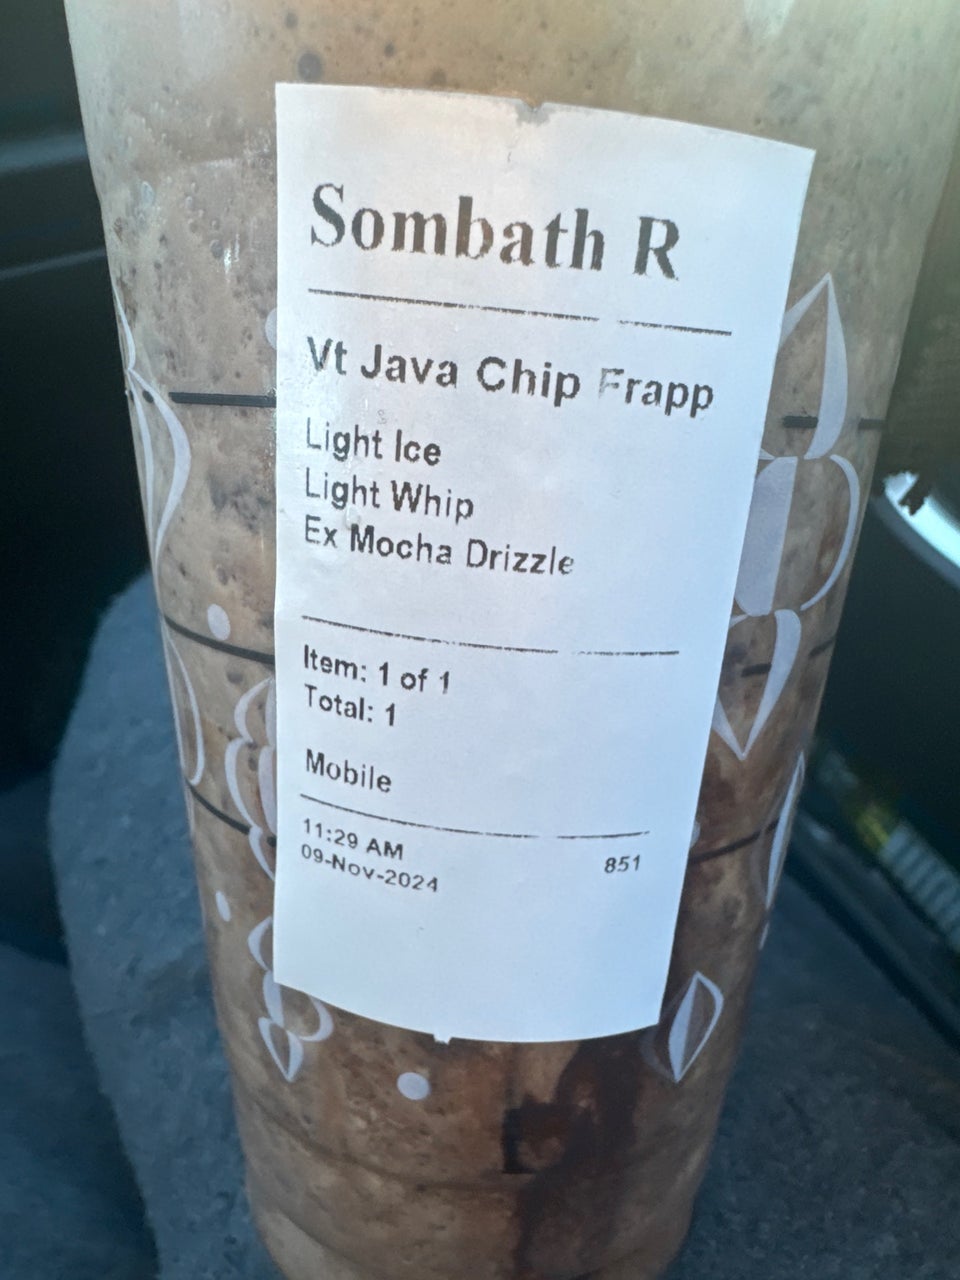 Sombath R
Vt Java Chip Frapp
Light Ice
Light Whip
Ex Mocha Drizzle
Item: 1 of 1
Total: 1
Mobile
11:29 AM
09-Nov-2024 851